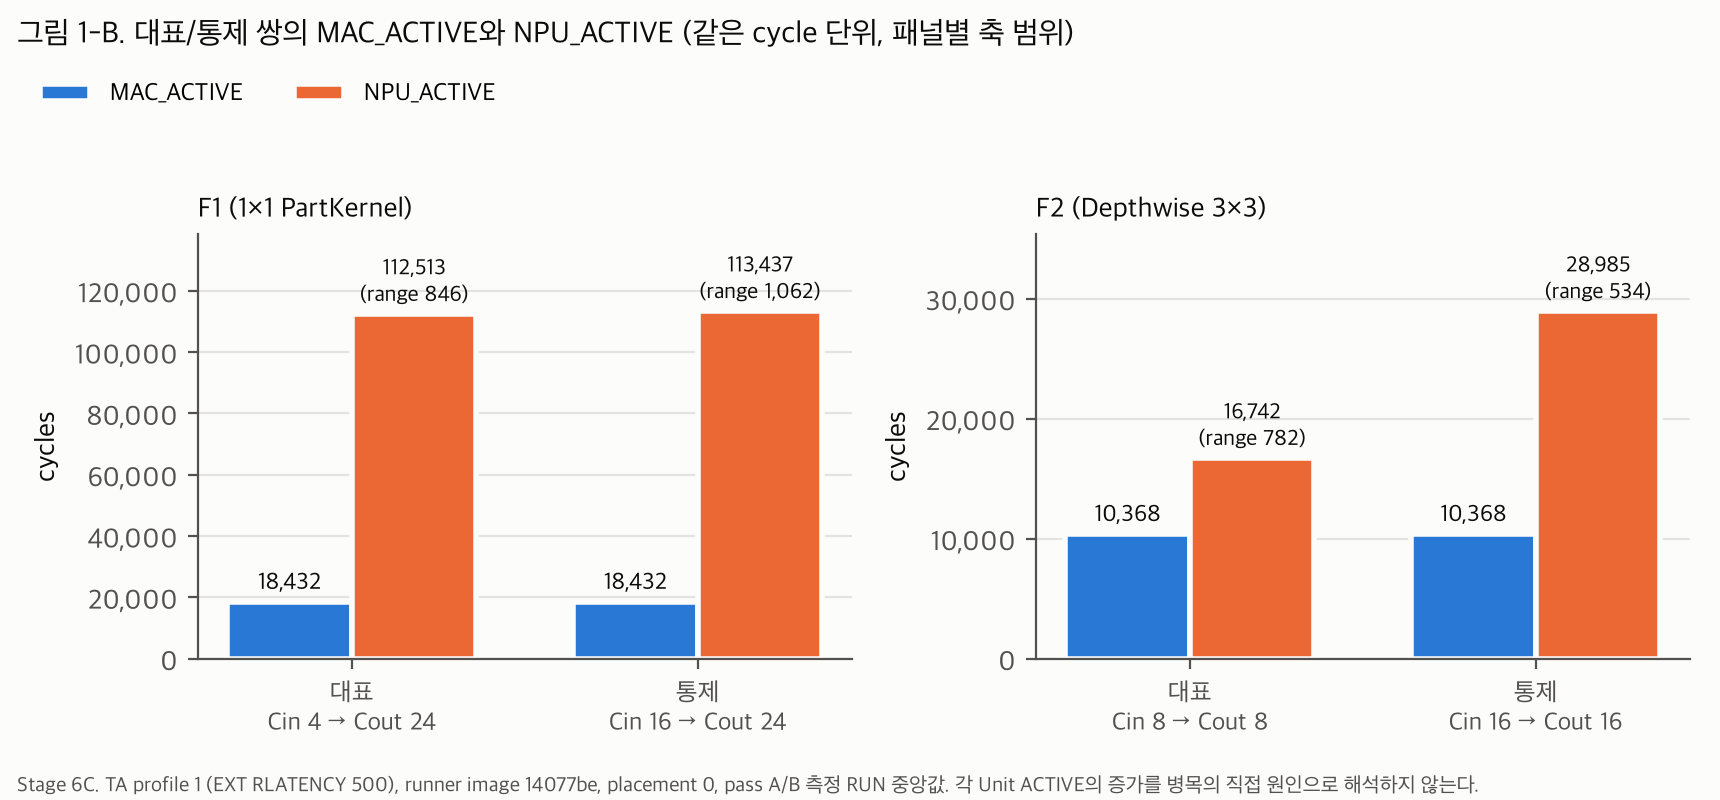 그림 1-B. 대표/통제 쌍의 MAC_ACTIVE와 NPU_ACTIVE (같은 cycle 단위, 패널별 축 범위)
MAC_ACTIVE
NPU_ACTIVE
F1 (1×1 PartKernel)
cycles
120,000
100,000
80,000
60,000
40,000
20,000
0
18,432
112,513
(range 846)
18,432
113,437
(range 1,062)
대표
Cin 4 → Cout 24
통제
Cin 16 → Cout 24
F2 (Depthwise 3×3)
cycles
30,000
20,000
10,000
0
10,368
16,742
(range 782)
10,368
28,985
(range 534)
대표
Cin 8 → Cout 8
통제
Cin 16 → Cout 16
Stage 6C. TA profile 1 (EXT RLATENCY 500), runner image 14077be, placement 0, pass A/B 측정 RUN 중앙값. 각 Unit ACTIVE의 증가를 병목의 직접 원인으로 해석하지 않는다.